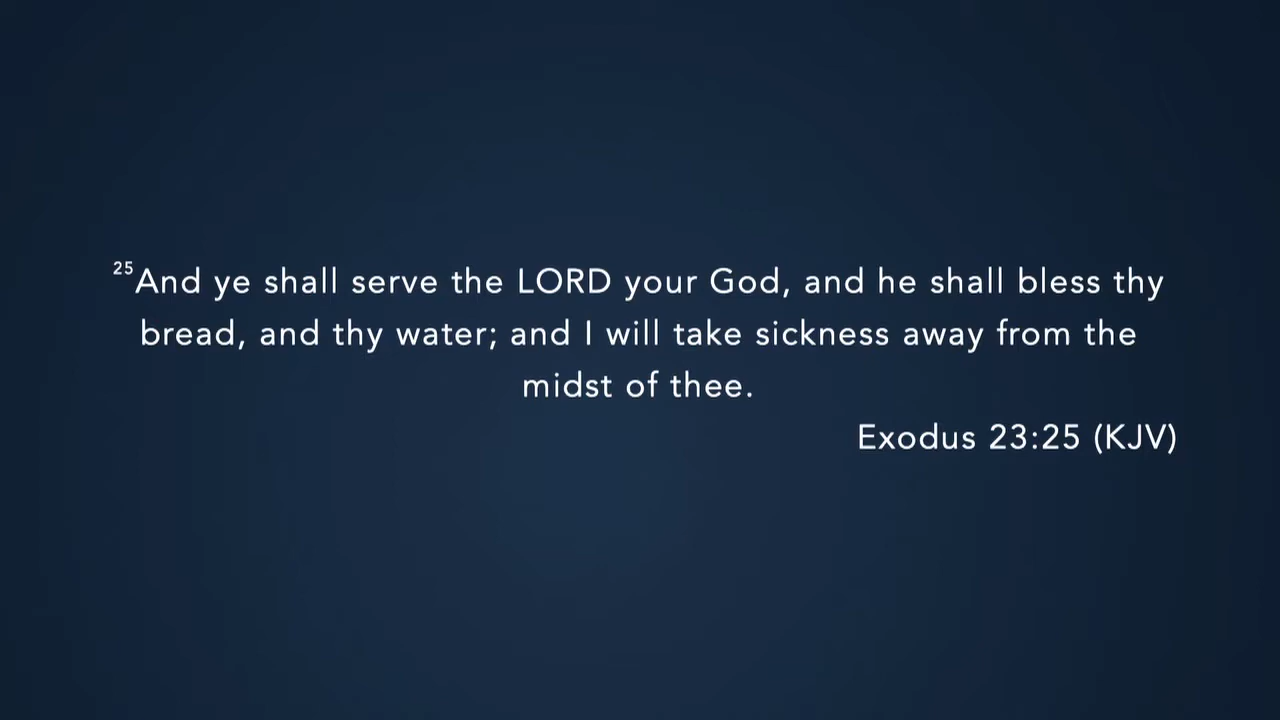 25And ye shall serve the LORD your God, and he shall bless thy
bread, and thy water; and I will take sickness away from the
midst of thee.
Exodus 23:25 (KJV)